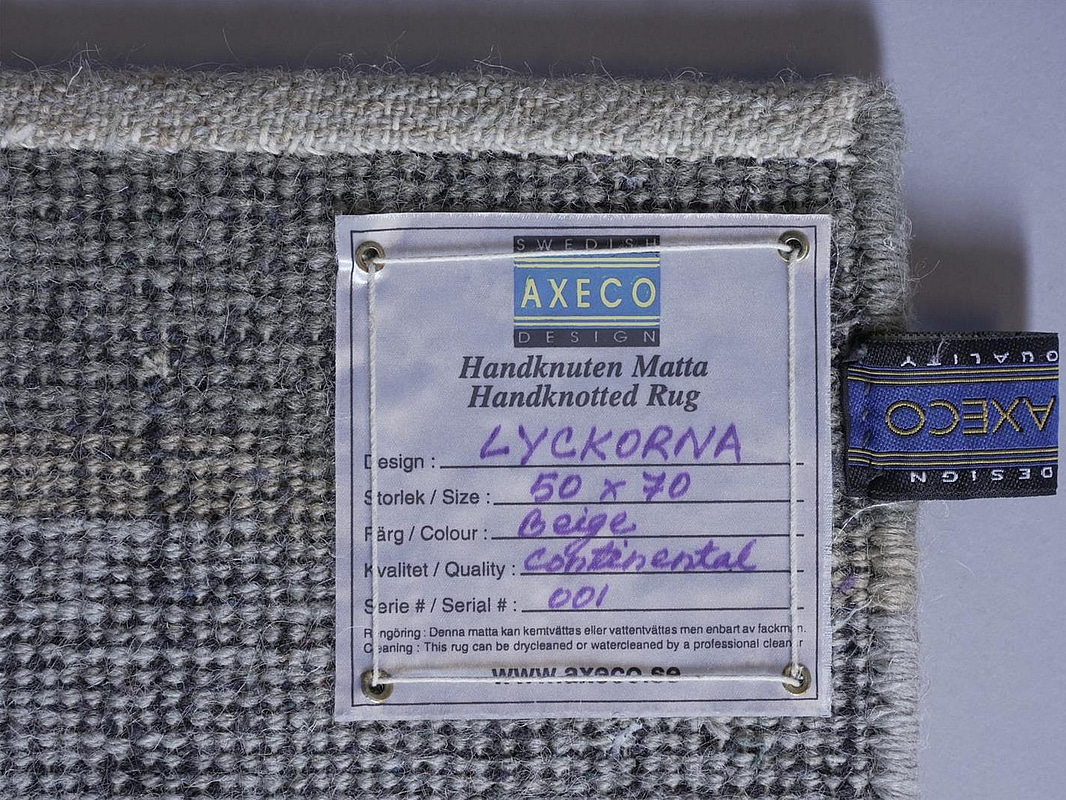 SWEDISH
AXECO
DESIGN
Handknuten Matta
Handknotted Rug
Design : LYCKORNA
Storlek / Size : 50 x 70
Färg / Colour : Beige
Kvalitet / Quality : continental
Serie # / Serial # : 001
Rengöring : Denna matta kan kemtvättas eller vattentvättas men enbart av fackman.
Cleaning : This rug can be drycleaned or watercleaned by a professional cleaner
www.axeco.se
QUALITY
AXECO
DESIGN